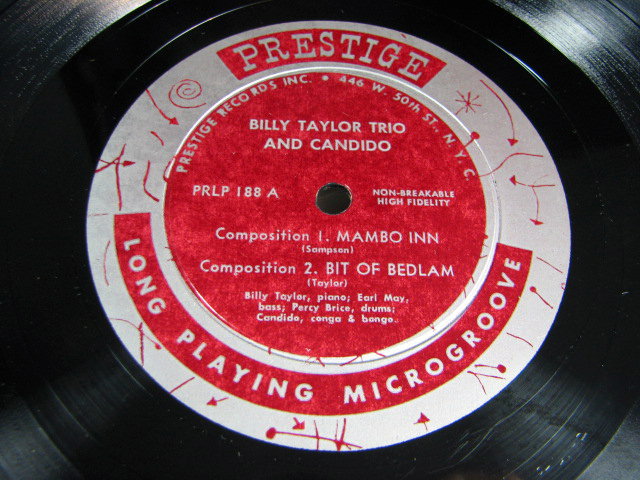 PRESTIGE
PRESTIGE RECORDS INC. • 446 W. 50th ST., N.Y.C.
BILLY TAYLOR TRIO
AND CANDIDO
PRLP 188 A
NON-BREAKABLE
HIGH FIDELITY
Composition 1. MAMBO INN
(Sampson)
Composition 2. BIT OF BEDLAM
(Taylor)
Billy Taylor, piano; Earl May,
bass; Percy Brice, drums;
Candido, conga & bongo.
LONG PLAYING MICROGROOVE